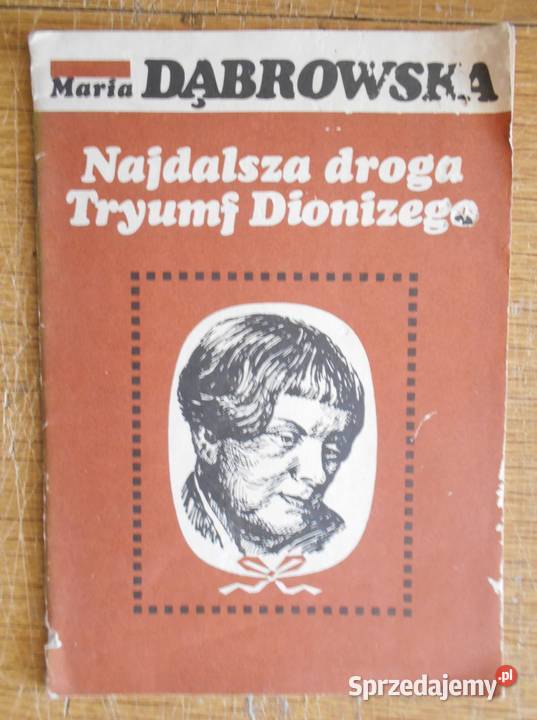 Maria DĄBROWSKA
Najdalsza droga
Tryumf Dionizego
Sprzedajemy.pl